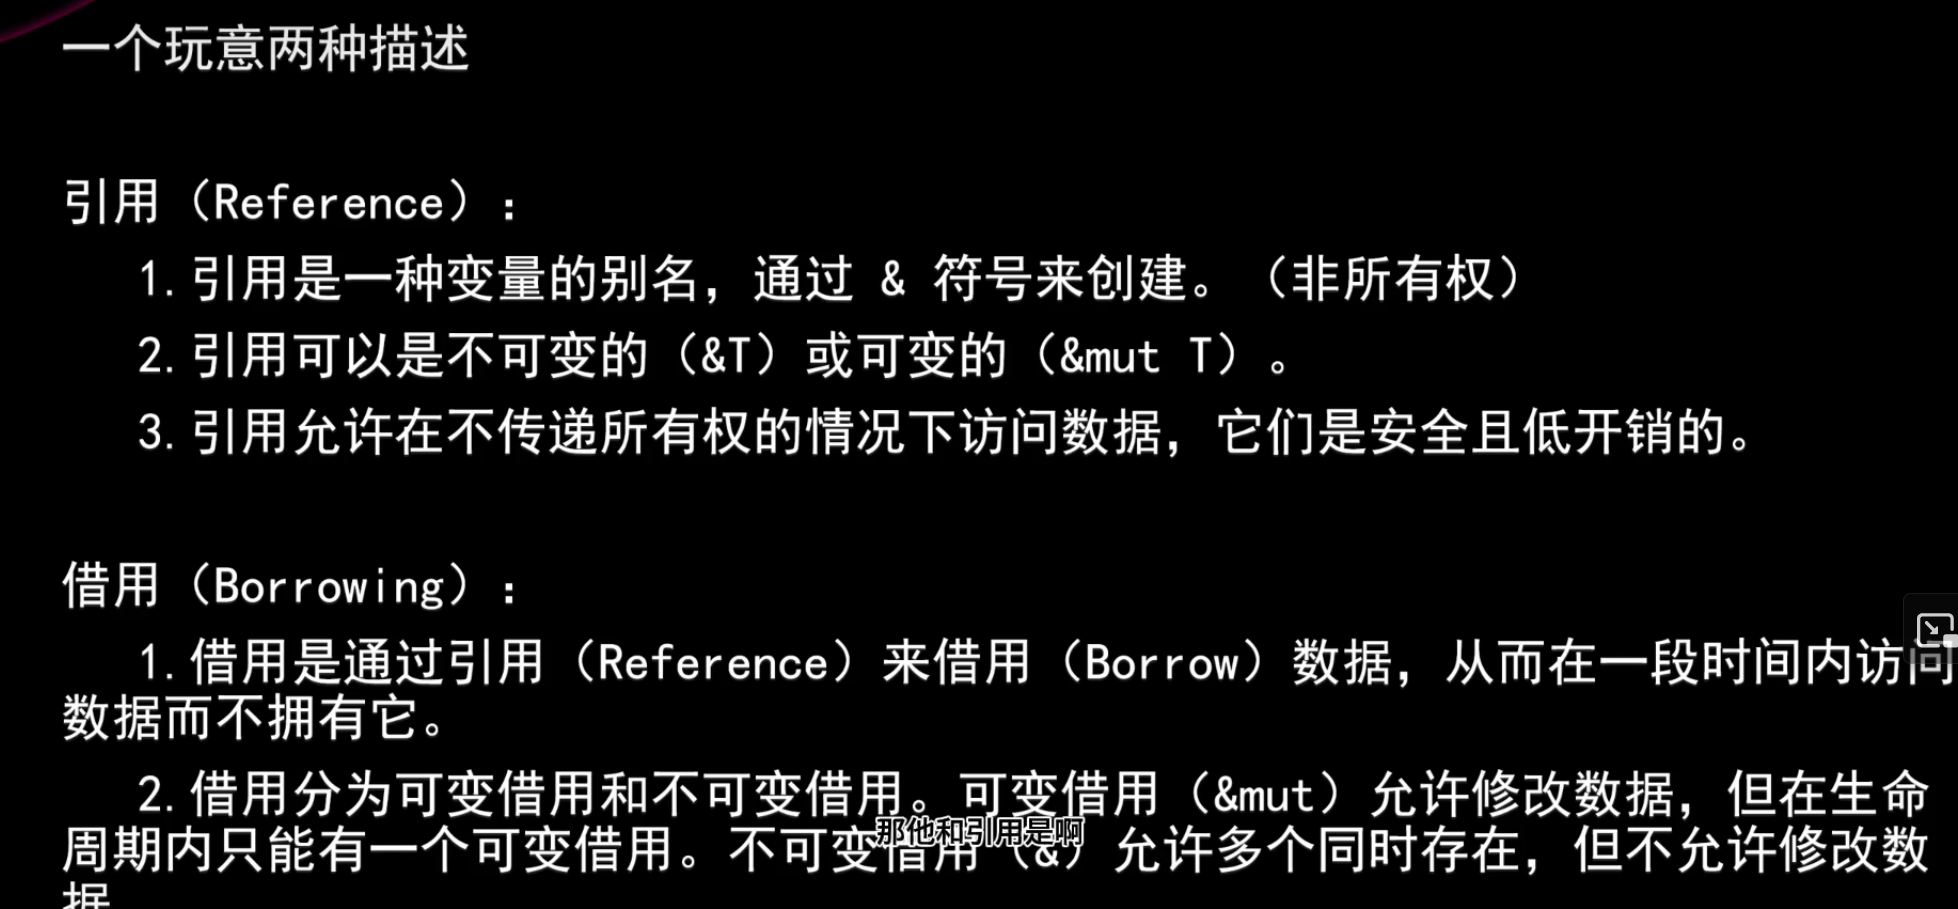 一个玩意两种描述
引用（Reference）：
1.引用是一种变量的别名，通过 & 符号来创建。（非所有权）
2.引用可以是不可变的（&T）或可变的（&mut T）。
3.引用允许在不传递所有权的情况下访问数据，它们是安全且低开销的。
借用（Borrowing）：
1.借用是通过引用（Reference）来借用（Borrow）数据，从而在一段时间内访问
数据而不拥有它。
2.借用分为可变借用和不可变借用。可变借用（&mut）允许修改数据，但在生命
周期内只能有一个可变借用。不可变借用（&）允许多个同时存在，但不允许修改数
据
那他和引用是啊